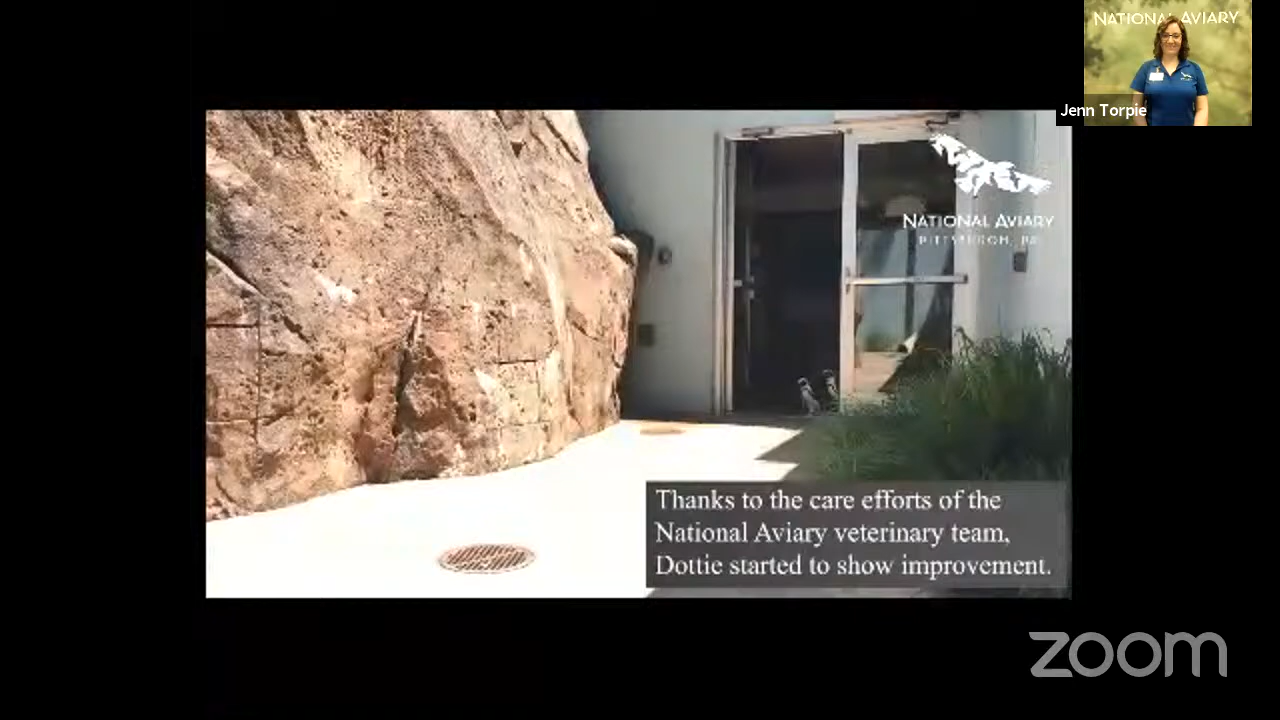 NATIONAL AVIARY
Jenn Torpie
NATIONAL AVIARY
PITTSBURGH, PA
Thanks to the care efforts of the
National Aviary veterinary team,
Dottie started to show improvement.
zoom